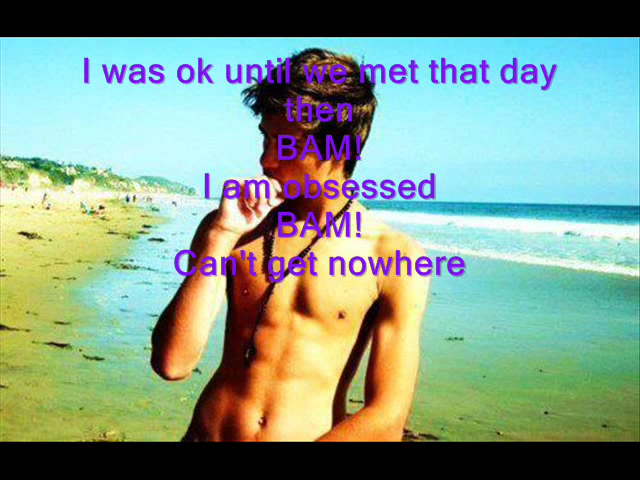 I was ok until we met that day
then
BAM!
I am obsessed
BAM!
Can't get nowhere